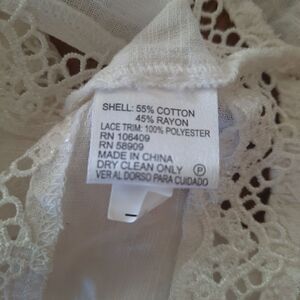 SHELL: 55% COTTON
45% RAYON
LACE TRIM: 100% POLYESTER
RN 106409
RN 58909
MADE IN CHINA
DRY CLEAN ONLY P
VER AL DORSO PARA CUIDADO